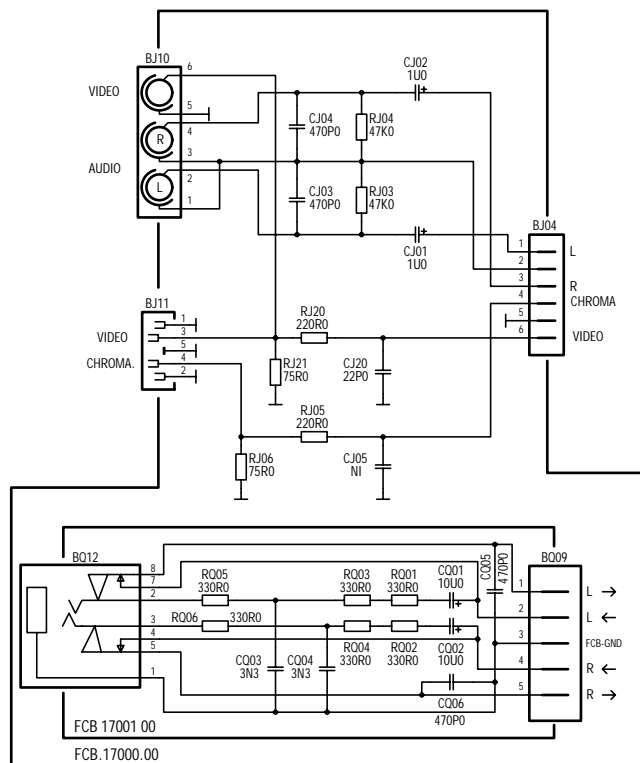 BJ10
VIDEO
6
5
4
R
3
AUDIO
2
L
1
CJ02
1U0
CJ04
470P0
RJ04
47K0
CJ03
470P0
RJ03
47K0
CJ01
1U0
BJ04
1
L
2
3
R
4
CHROMA
5
6
VIDEO
BJ11
1
VIDEO
3
5
CHROMA.
4
2
RJ20
220R0
RJ21
75R0
CJ20
22P0
RJ05
220R0
RJ06
75R0
CJ05
NI
BQ12
8
7
2
3
4
5
1
RQ05
330R0
RQ06
330R0
RQ03
330R0
RQ01
330R0
CQ01
10U0
CQ05
470P0
RQ04
330R0
RQ02
330R0
CQ02
10U0
CQ03
3N3
CQ04
3N3
CQ06
470P0
BQ09
1
L →
2
L ←
3
FCB-GND
4
R ←
5
R →
FCB 17001 00
FCB.17000.00